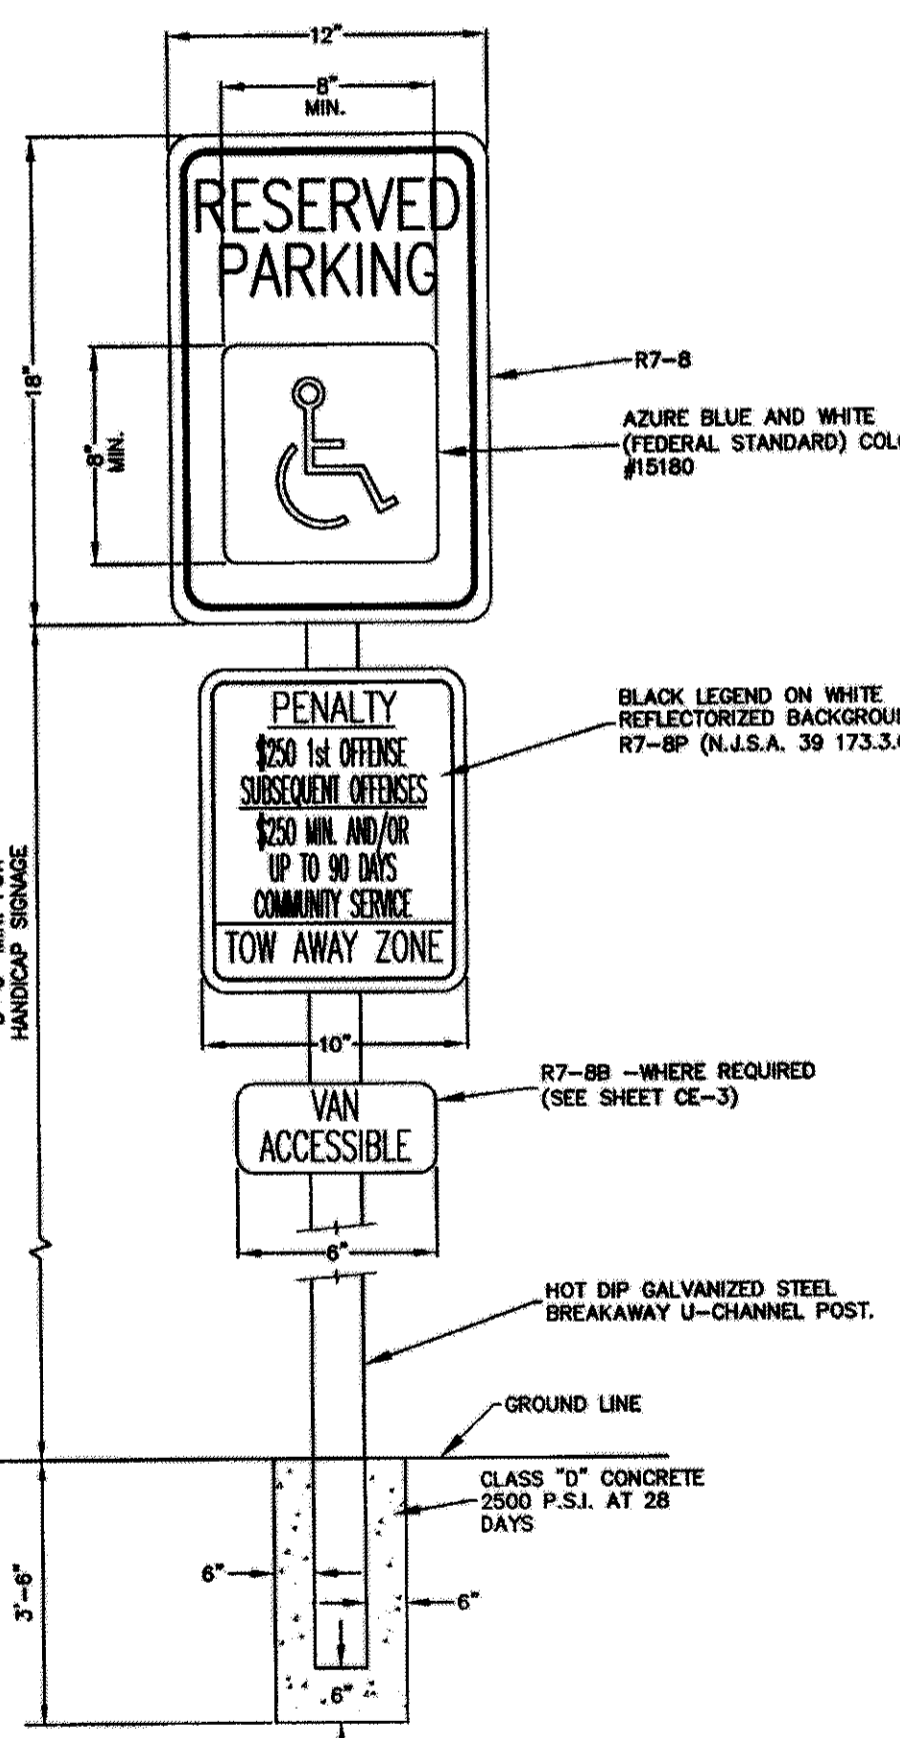 12"
8"
MIN.
RESERVED
PARKING
18"
8"
MIN.
R7-8
AZURE BLUE AND WHITE
(FEDERAL STANDARD)
#15180
PENALTY
$250 1st OFFENSE
SUBSEQUENT OFFENSES
$250 MIN. AND/OR
UP TO 90 DAYS
COMMUNITY SERVICE
TOW AWAY ZONE
BLACK LEGEND ON WHITE
REFLECTORIZED
R7-8P (N.J.S.A. 39 173.3.
HANDICAP SIGNAGE
10"
R7-8B -WHERE REQUIRED
(SEE SHEET CE-3)
VAN
ACCESSIBLE
6"
HOT DIP GALVANIZED STEEL
BREAKAWAY U-CHANNEL POST.
GROUND LINE
CLASS "D" CONCRETE
2500 P.S.I. AT 28
DAYS
3'-6"
6"
6"
6"